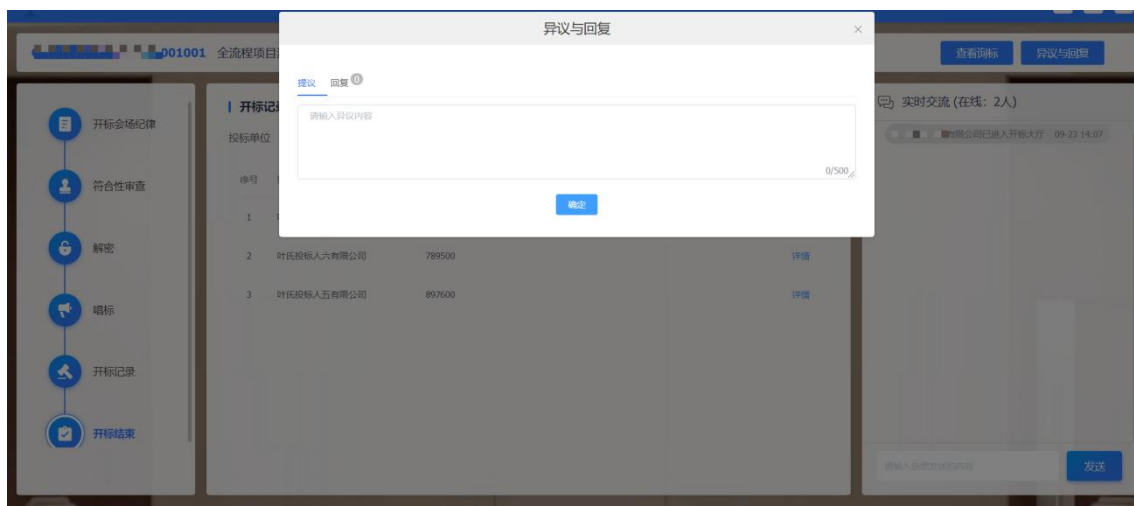 异议与回复
001001 全流程项目
查看询标
异议与回复
提议 回复 0
请输入异议内容
0/500
确定
开标会场纪律
符合性审查
解密
唱标
开标记录
开标结束
开标记
投标单位
序号
1
2 叶氏投标人六有限公司 789500 详情
3 叶氏投标人五有限公司 897600 详情
实时交流 (在线: 2人)
有限公司已进入开标大厅 09-23 14:07
发送